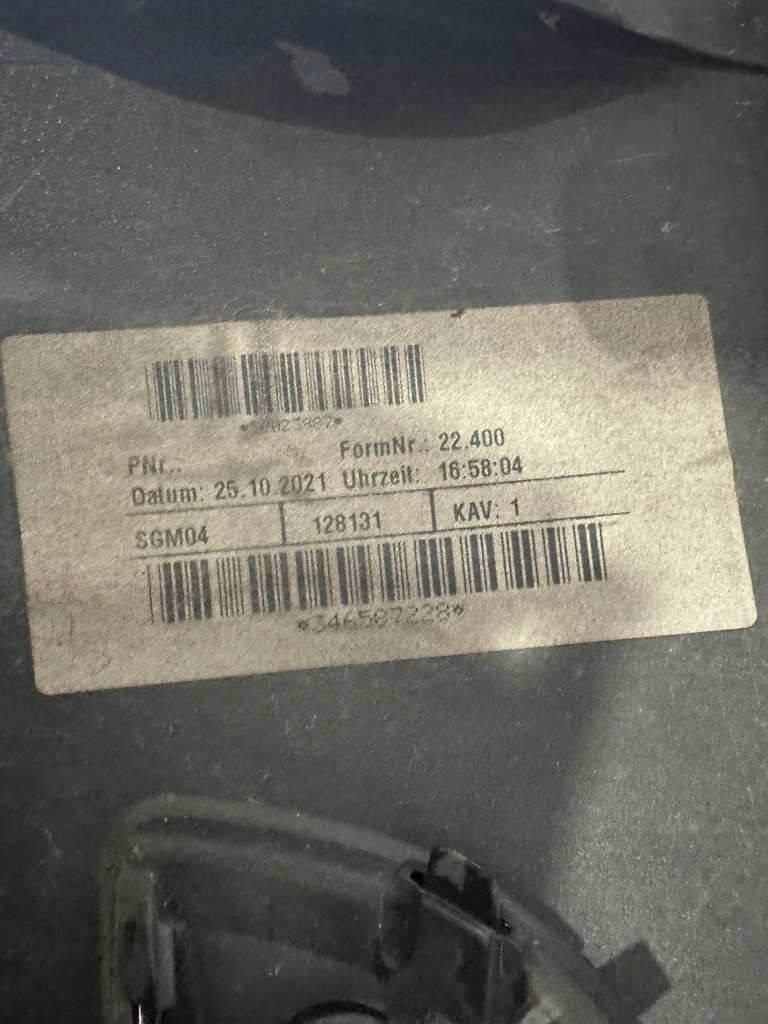 PNr.:
FormNr.: 22.400
Datum: 25.10.2021 Uhrzeit: 16:58:04
SGM04 128131 KAV: 1
*346587228*